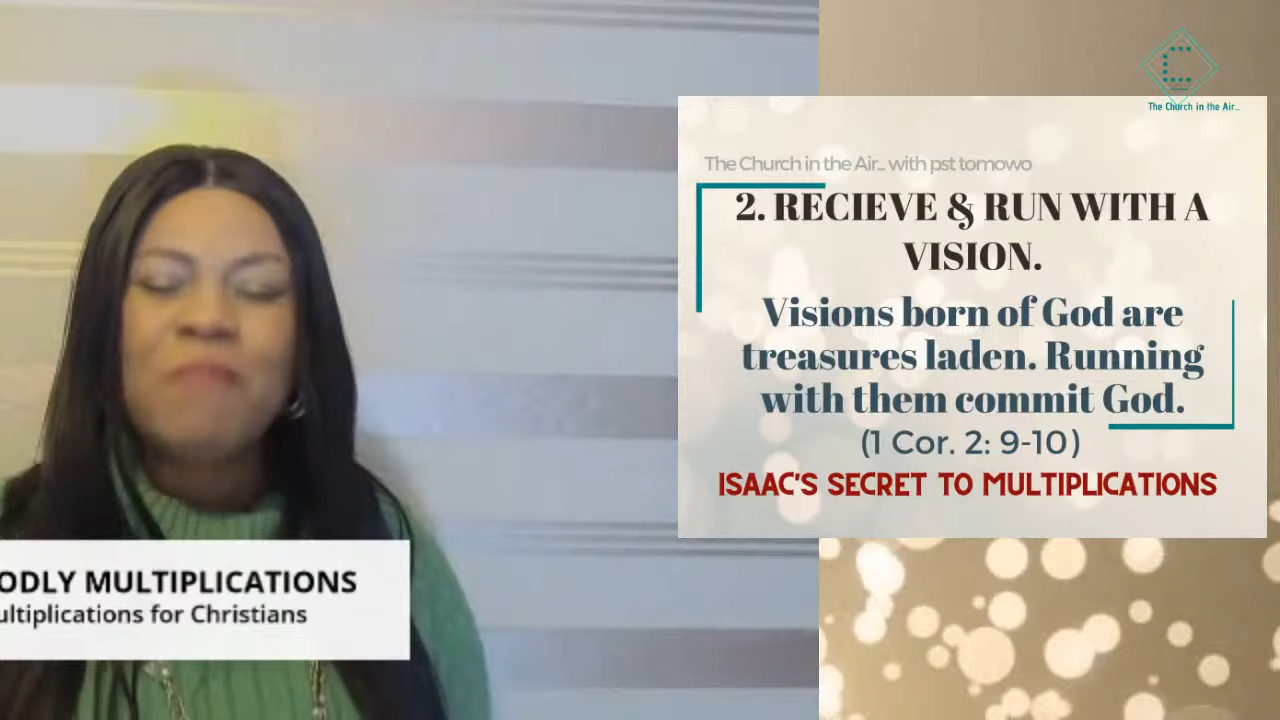 The Church in the Air...
The Church in the Air... with pst tomowo
2. RECIEVE & RUN WITH A
VISION.
Visions born of God are
treasures laden. Running
with them commit God.
(1 Cor. 2: 9-10)
ISAAC'S SECRET TO MULTIPLICATIONS
ODLY MULTIPLICATIONS
ultiplications for Christians